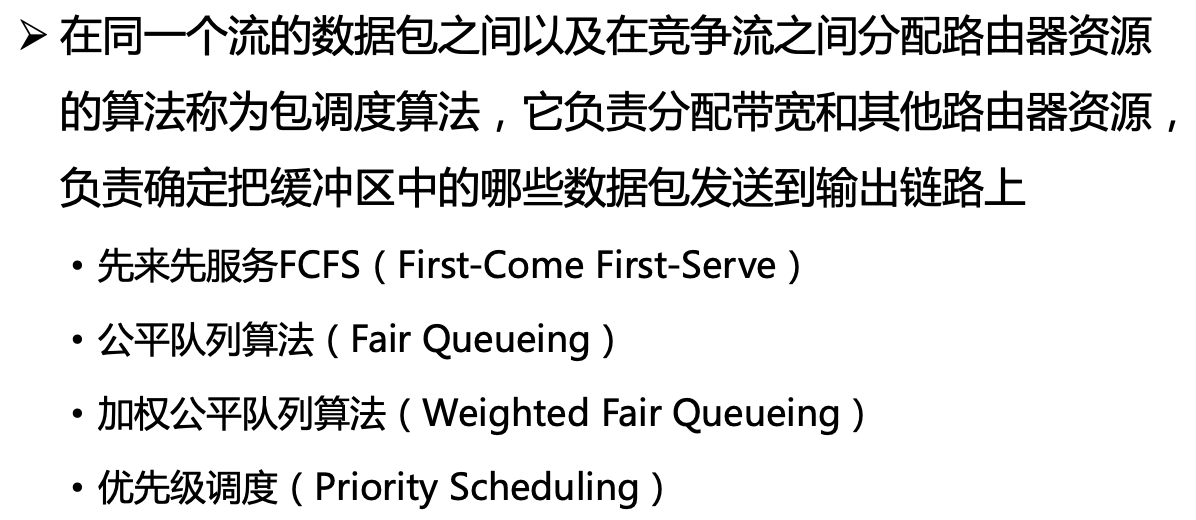 ➢ 在同一个流的数据包之间以及在竞争流之间分配路由器资源
的算法称为包调度算法，它负责分配带宽和其他路由器资源，
负责确定把缓冲区中的哪些数据包发送到输出链路上
• 先来先服务FCFS（First-Come First-Serve）
• 公平队列算法（Fair Queueing）
• 加权公平队列算法（Weighted Fair Queueing）
• 优先级调度（Priority Scheduling）